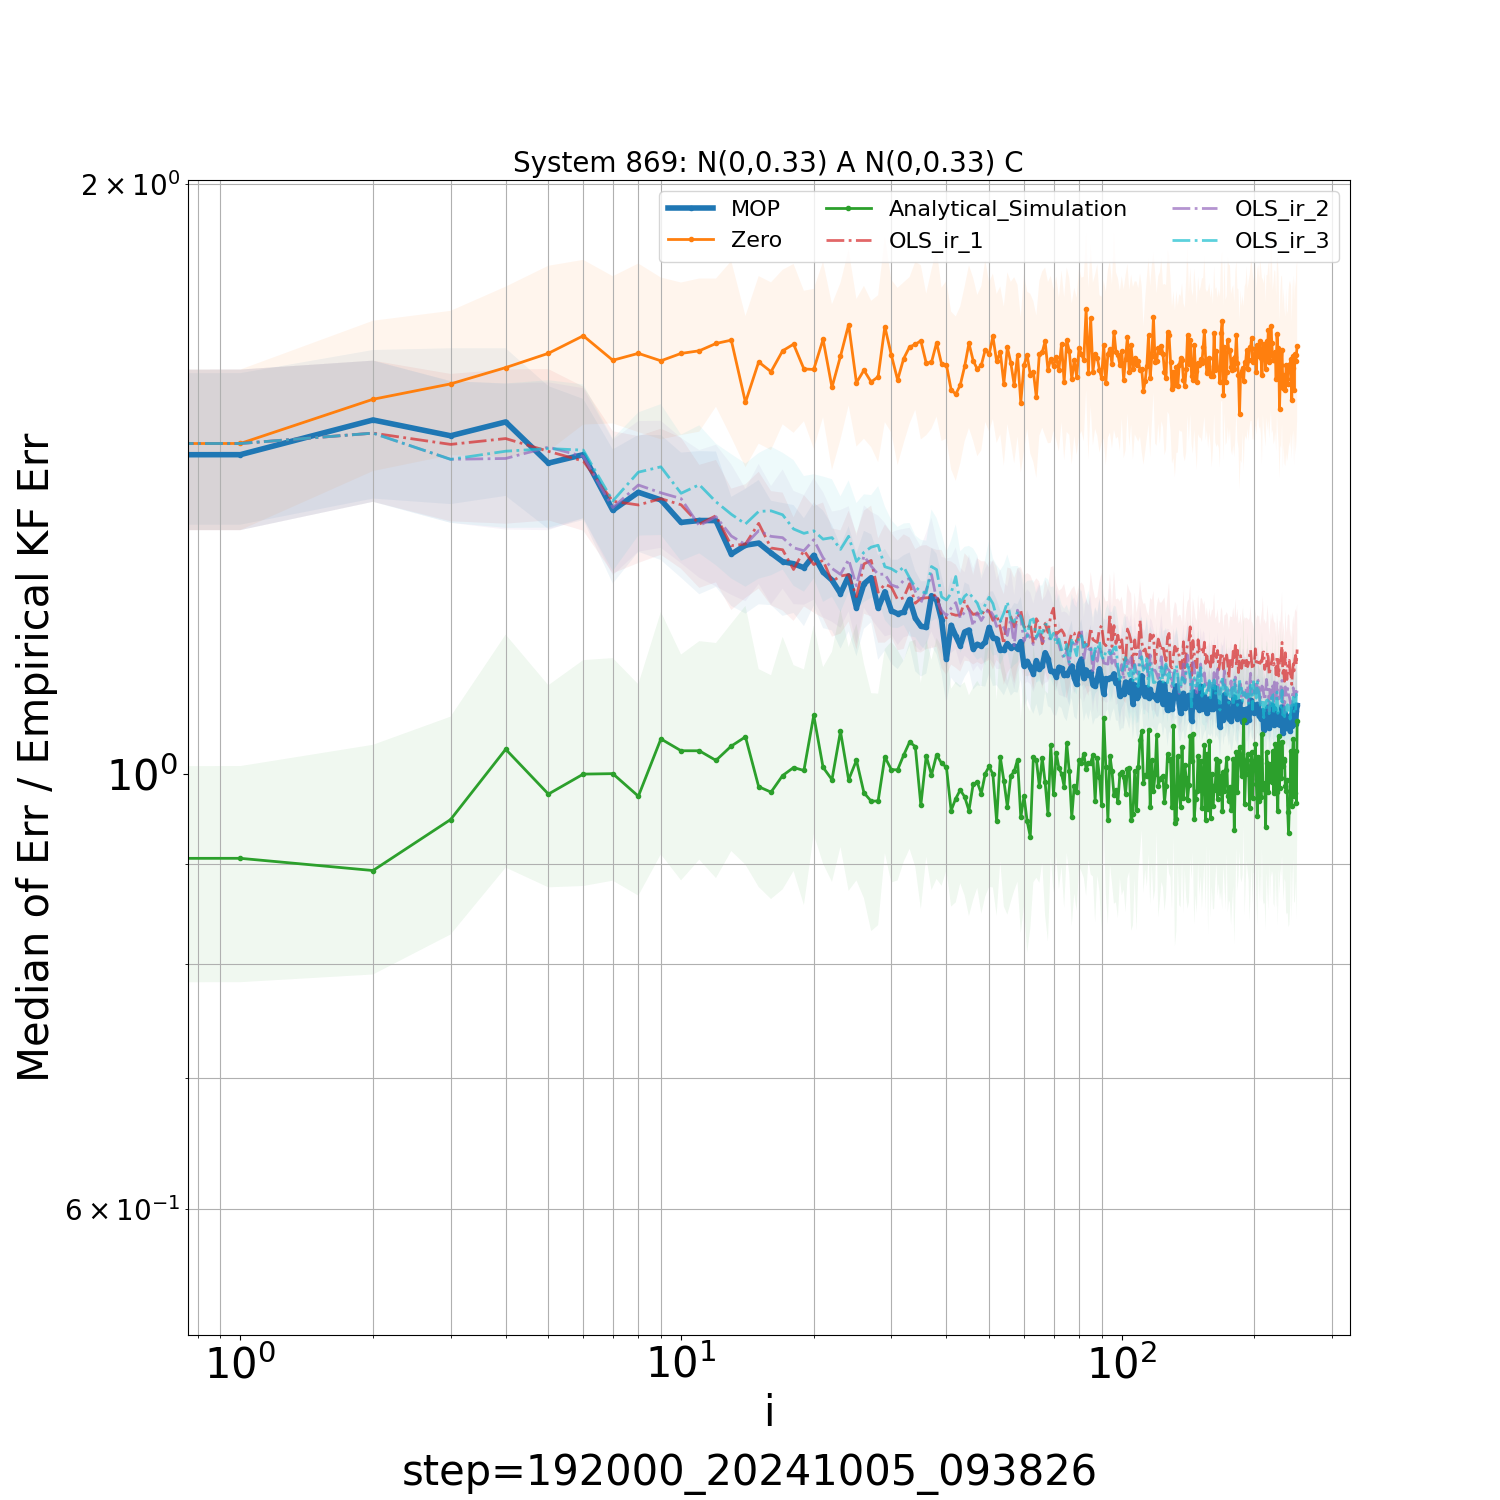 System 869: N(0,0.33) A N(0,0.33) C
MOP
Zero
Analytical_Simulation
OLS_ir_1
OLS_ir_2
OLS_ir_3
Median of Err / Empirical KF Err
2 × 10⁰
10⁰
6 × 10⁻¹
10⁰ 10¹ 10²
i
step=192000_20241005_093826